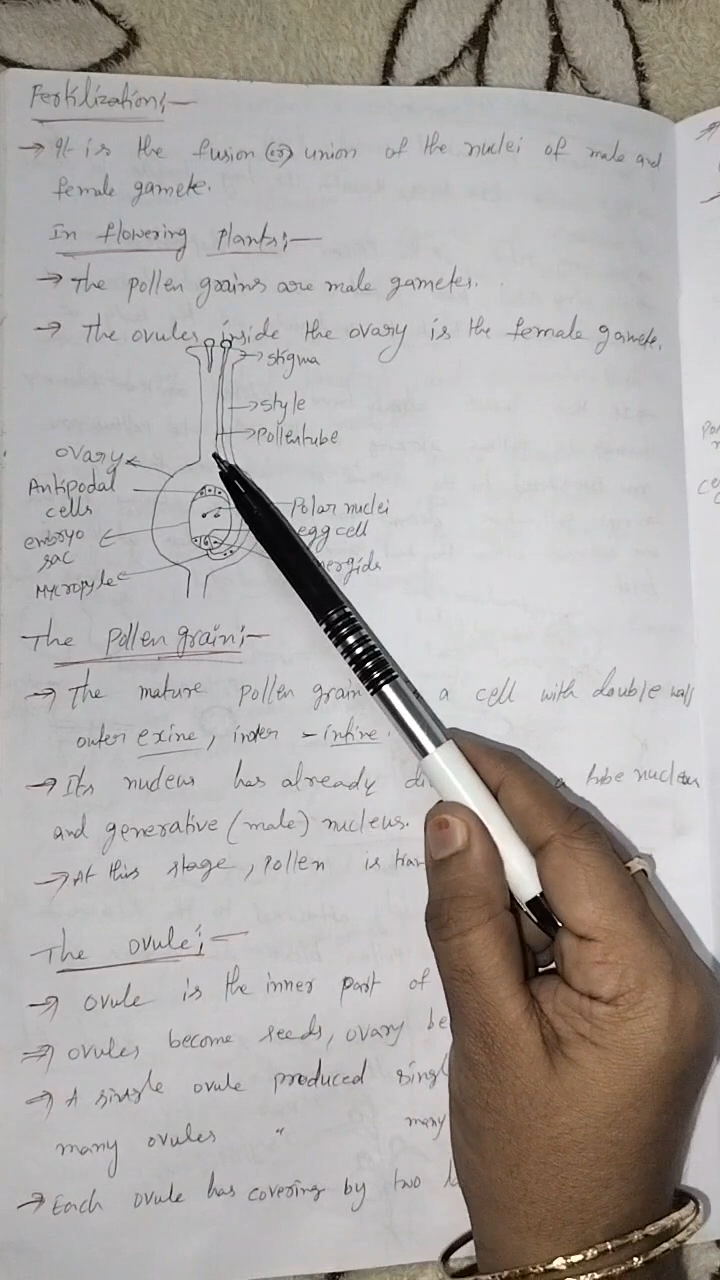 Fertilization:-
→ It is the fusion (or) union of the nuclei of male and
female gamete.
In flowering plants:-
→ The pollen grains are male gametes.
→ The ovules inside the ovary is the female gamete.
→ stigma
→ style
→ Pollentube
ovary
Antipodal
cells
Polar nuclei
egg cell
embryo
sac
Mycropyle
The Pollen grain:-
→ The mature pollen grain a cell with double wall
outer exine, inner - intine.
→ Its nucleus has already a tube nucleus
and generative (male) nucleus.
→ At this stage, Pollen is
The ovule:-
→ ovule is the inner part of
⇒ ovules become seeds, ovary
→ A single ovule produced
many ovules " many
→ Each ovule has covering by two